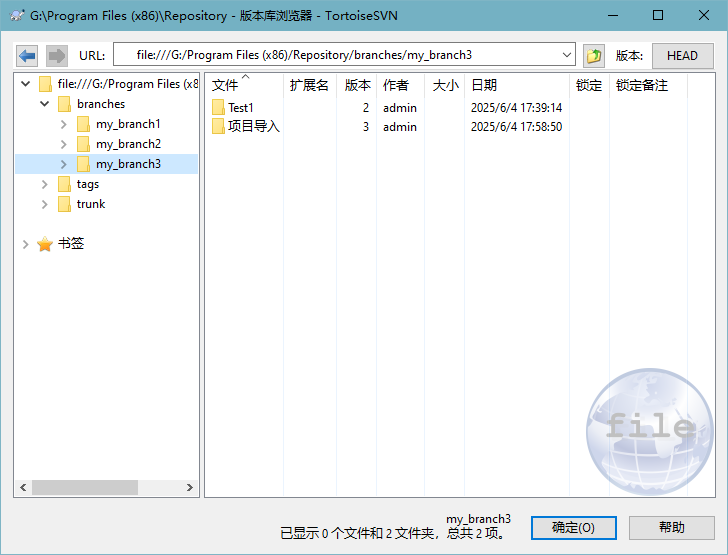 G:\Program Files (x86)\Repository - 版本库浏览器 - TortoiseSVN
URL: file:///G:/Program Files (x86)/Repository/branches/my_branch3 版本: HEAD
file:///G:/Program Files (x8
branches
my_branch1
my_branch2
my_branch3
tags
trunk
书签
文件 扩展名 版本 作者 大小 日期 锁定 锁定备注
Test1 2 admin 2025/6/4 17:39:14
项目导入 3 admin 2025/6/4 17:58:50
file
my_branch3
已显示 0 个文件和 2 文件夹，总共 2 项。
确定(O) 帮助